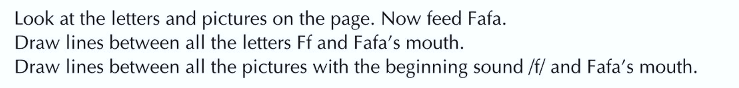 Look at the letters and pictures on the page. Now feed Fafa.
Draw lines between all the letters Ff and Fafa’s mouth.
Draw lines between all the pictures with the beginning sound /f/ and Fafa’s mouth.